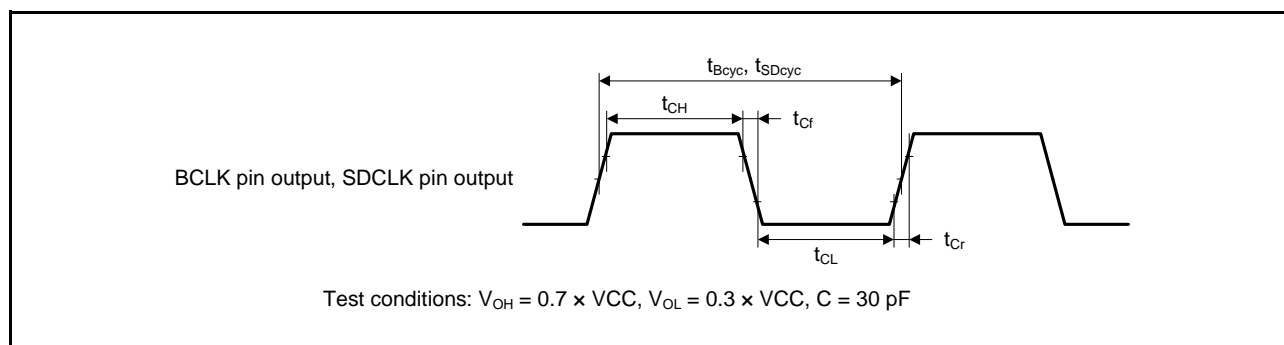 tBcyc, tSDcyc
tCH
tCf
BCLK pin output, SDCLK pin output
tCL
tCr
Test conditions: VOH = 0.7 × VCC, VOL = 0.3 × VCC, C = 30 pF